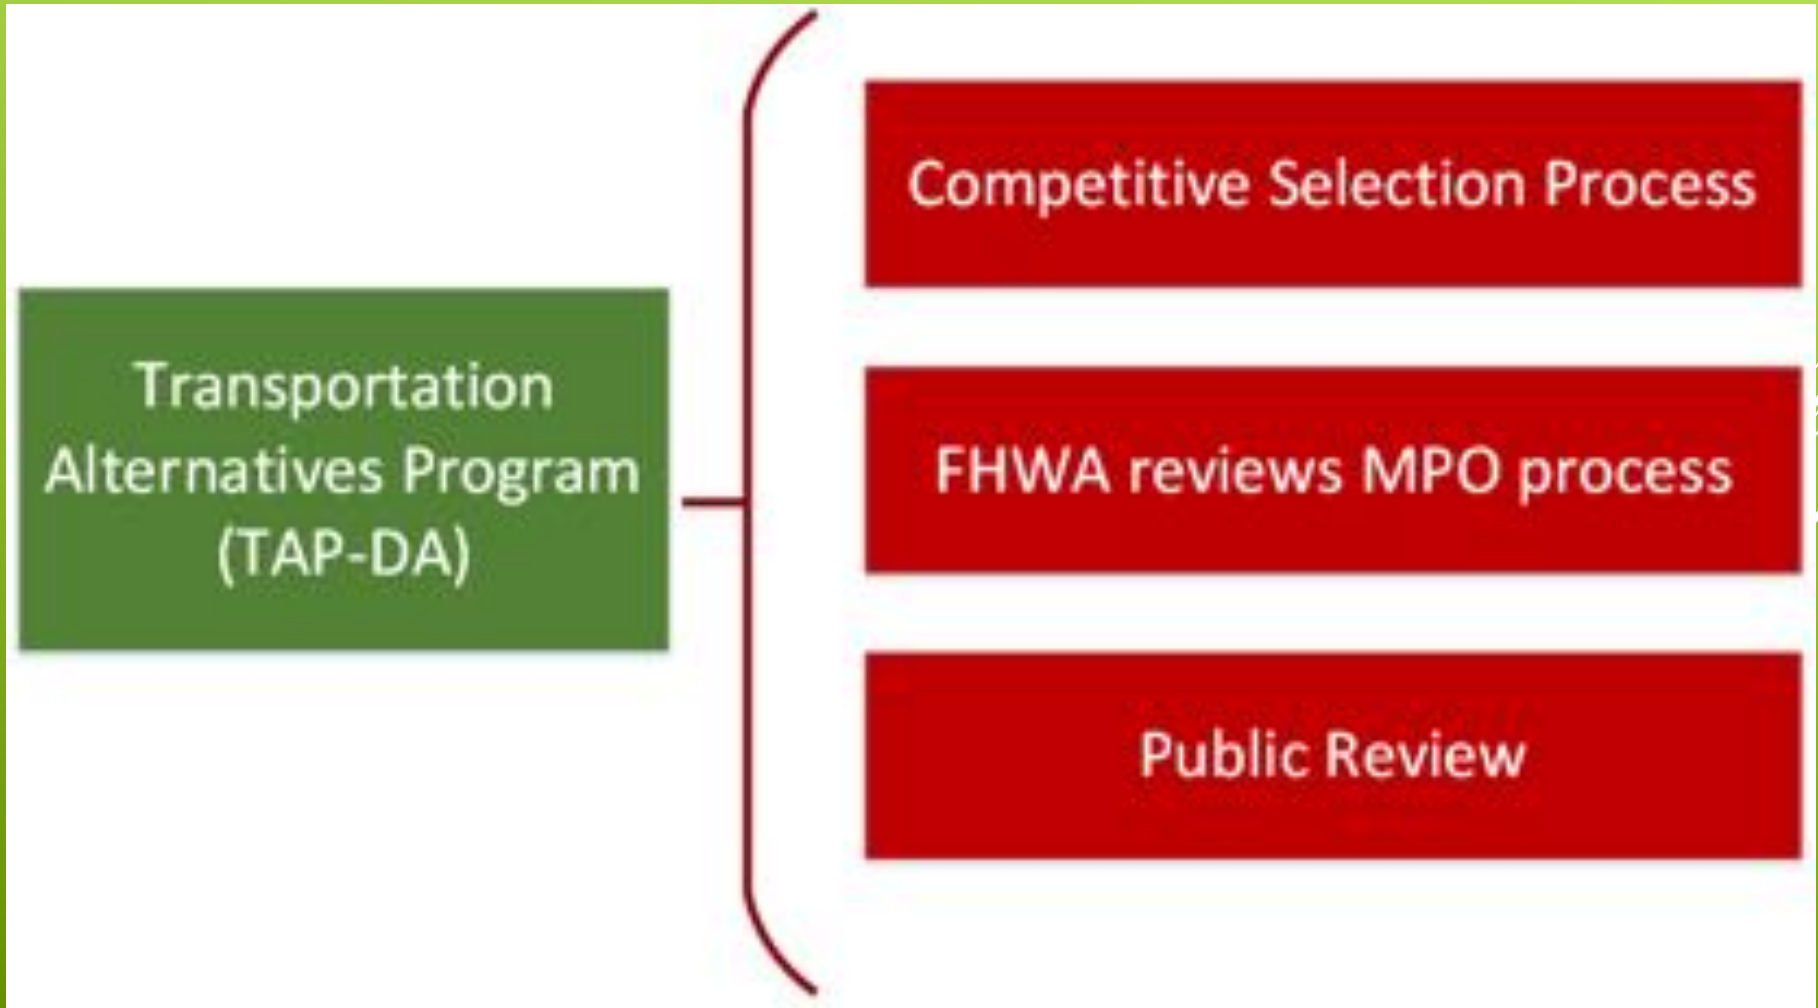 Transportation
Alternatives Program
(TAP-DA)
Competitive Selection Process
FHWA reviews MPO process
Public Review